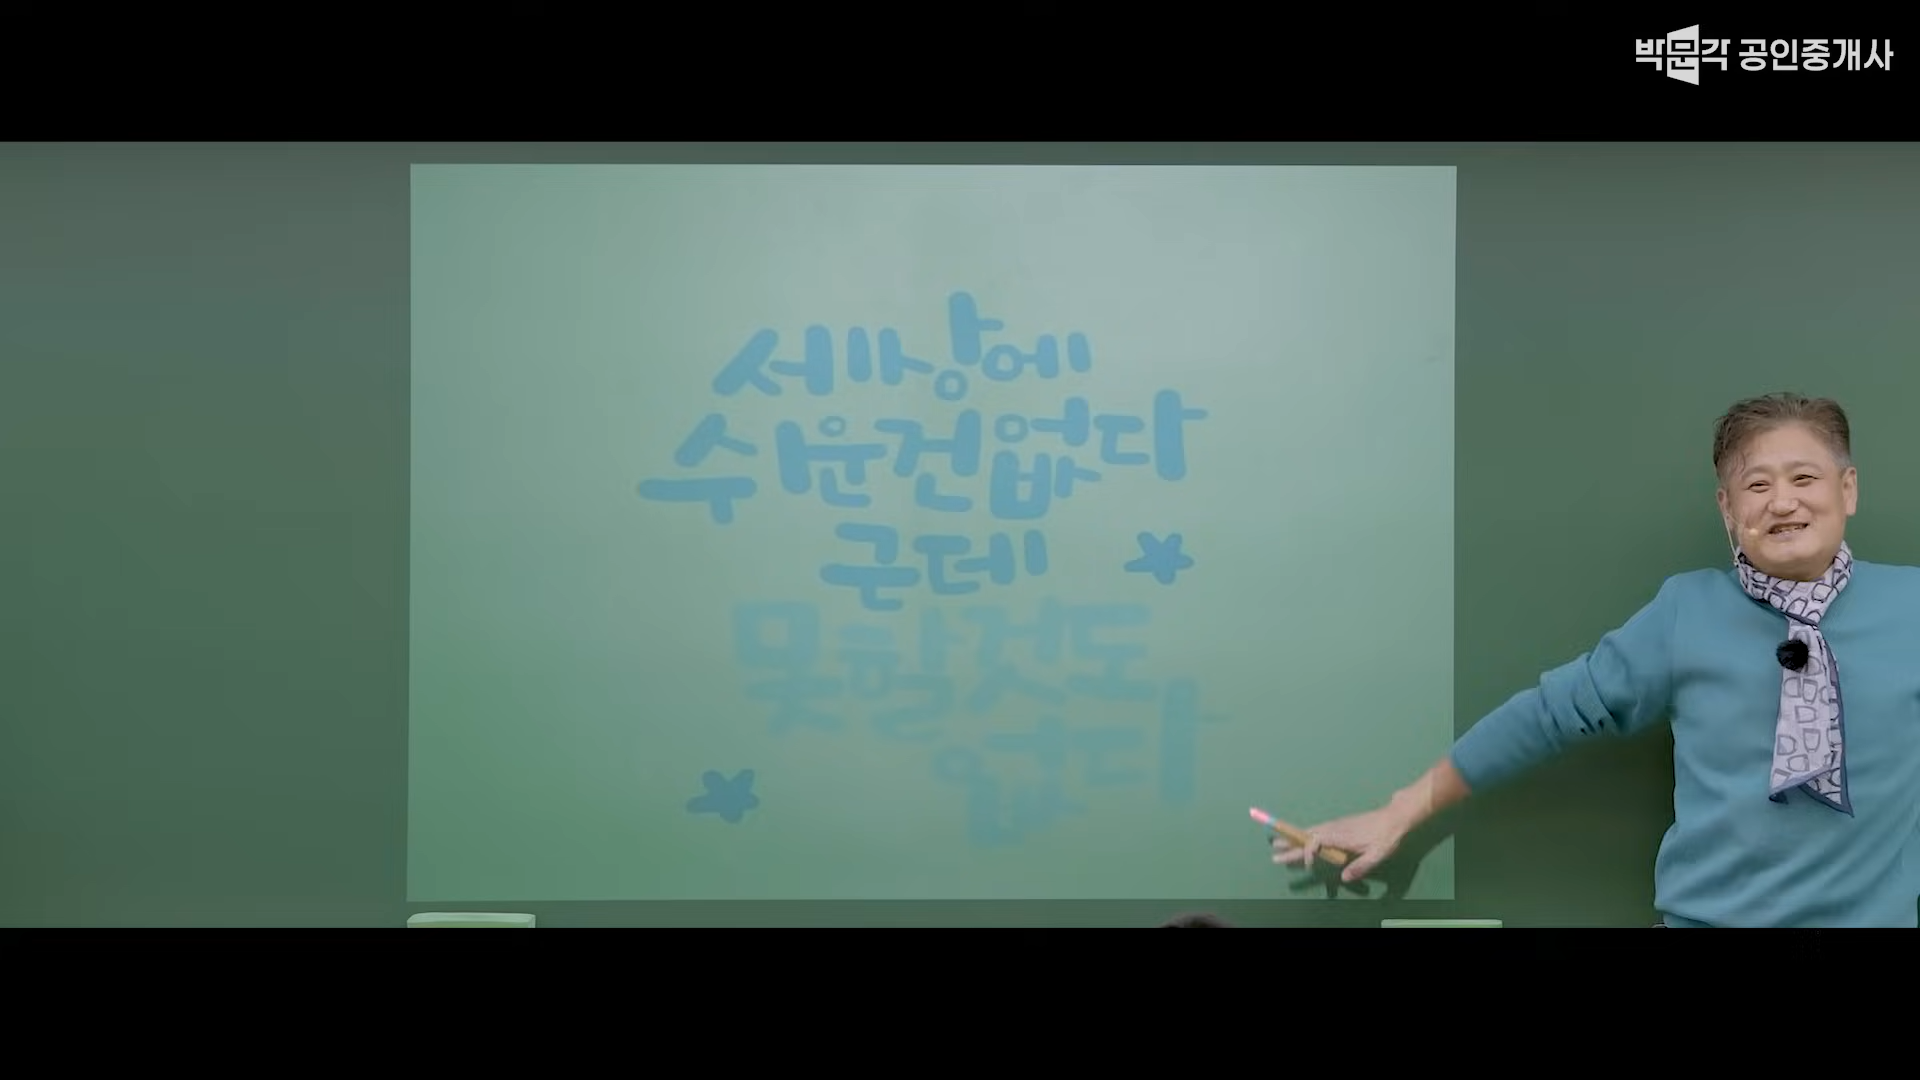 박문각 공인중개사
세상에
쉬운건없다
근데
못할것도
없다